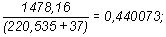 1478,16
(220,535 + 37) = 0,440073;